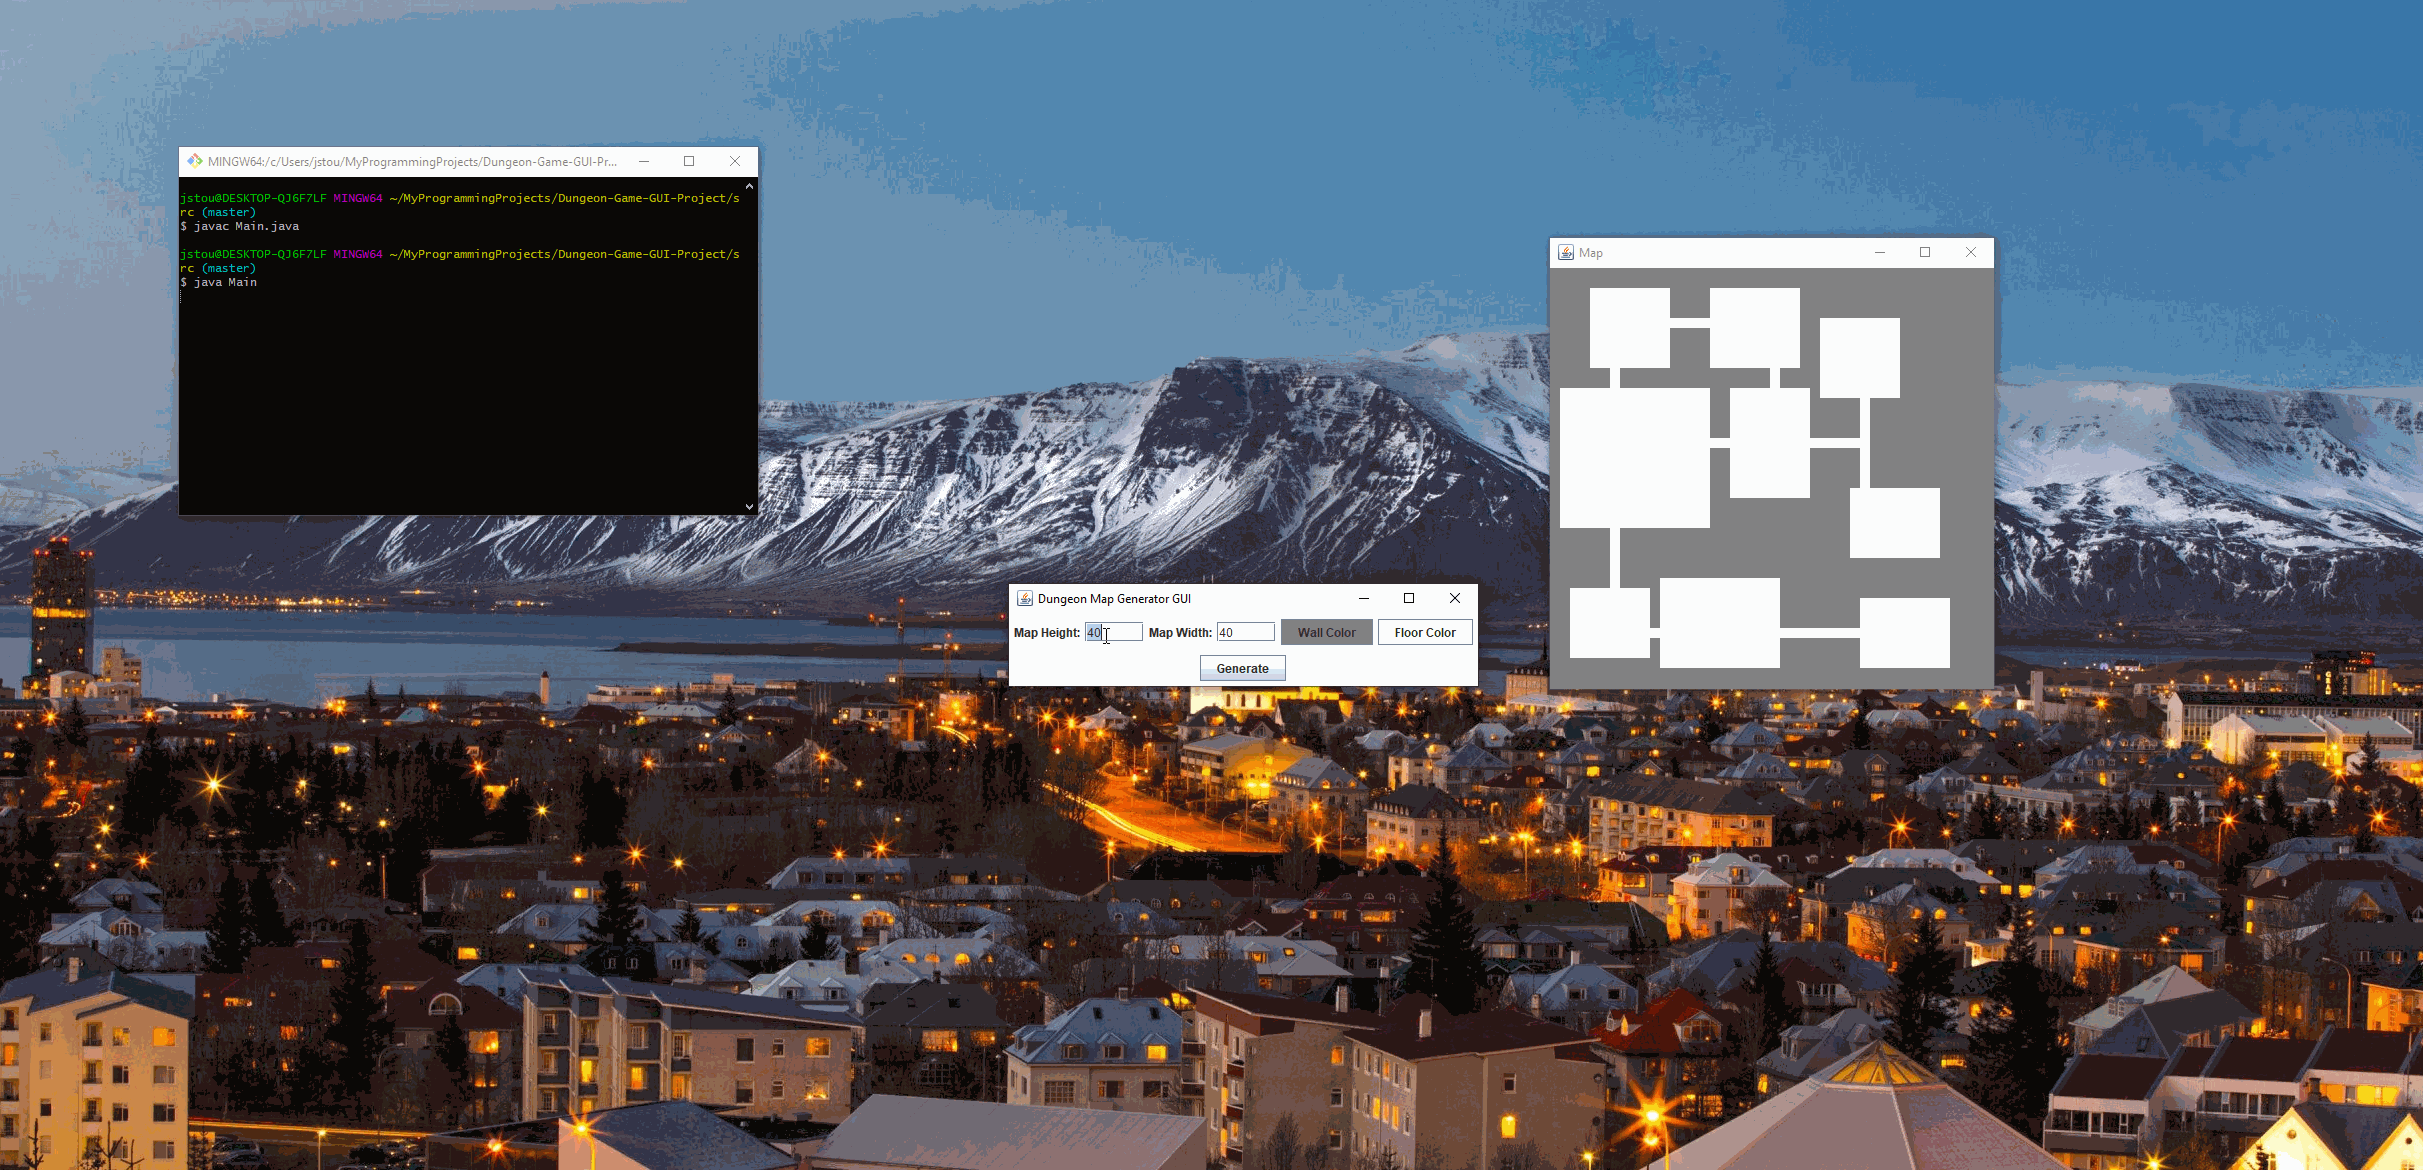 MINGW64:/c/Users/jstou/MyProgrammingProjects/Dungeon-Game-GUI-Pr...
jstou@DESKTOP-QJ6F7LF MINGW64 ~/MyProgrammingProjects/Dungeon-Game-GUI-Project/s
rc (master)
$ javac Main.java
jstou@DESKTOP-QJ6F7LF MINGW64 ~/MyProgrammingProjects/Dungeon-Game-GUI-Project/s
rc (master)
$ java Main
Map
Dungeon Map Generator GUI
Map Height: 40 Map Width: 40 Wall Color Floor Color
Generate